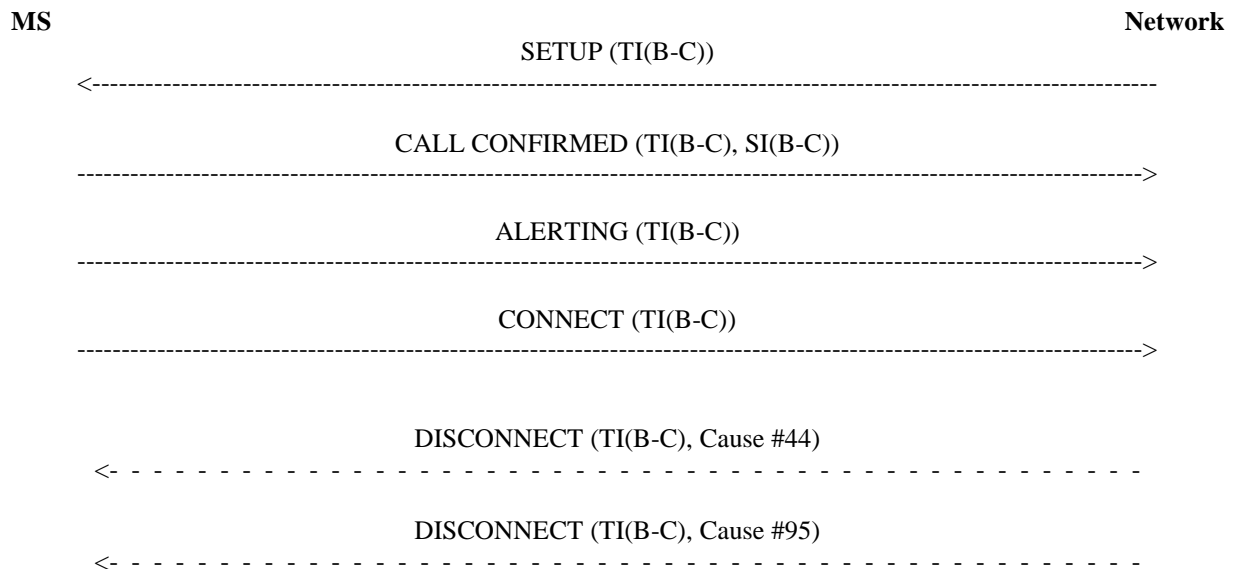 MS Network
SETUP (TI(B-C))
CALL CONFIRMED (TI(B-C), SI(B-C))
ALERTING (TI(B-C))
CONNECT (TI(B-C))
DISCONNECT (TI(B-C), Cause #44)
DISCONNECT (TI(B-C), Cause #95)